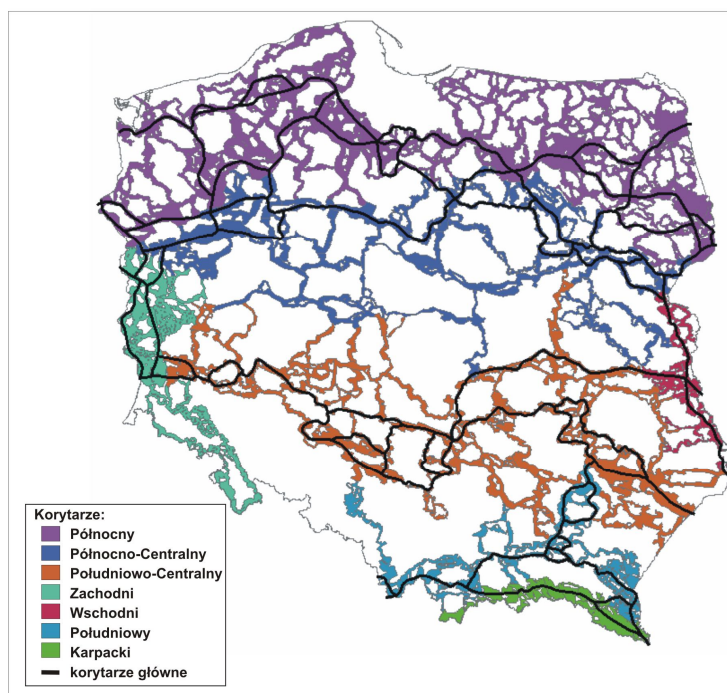 Korytarze:
Północny
Północno-Centralny
Południowo-Centralny
Zachodni
Wschodni
Południowy
Karpacki
korytarze główne